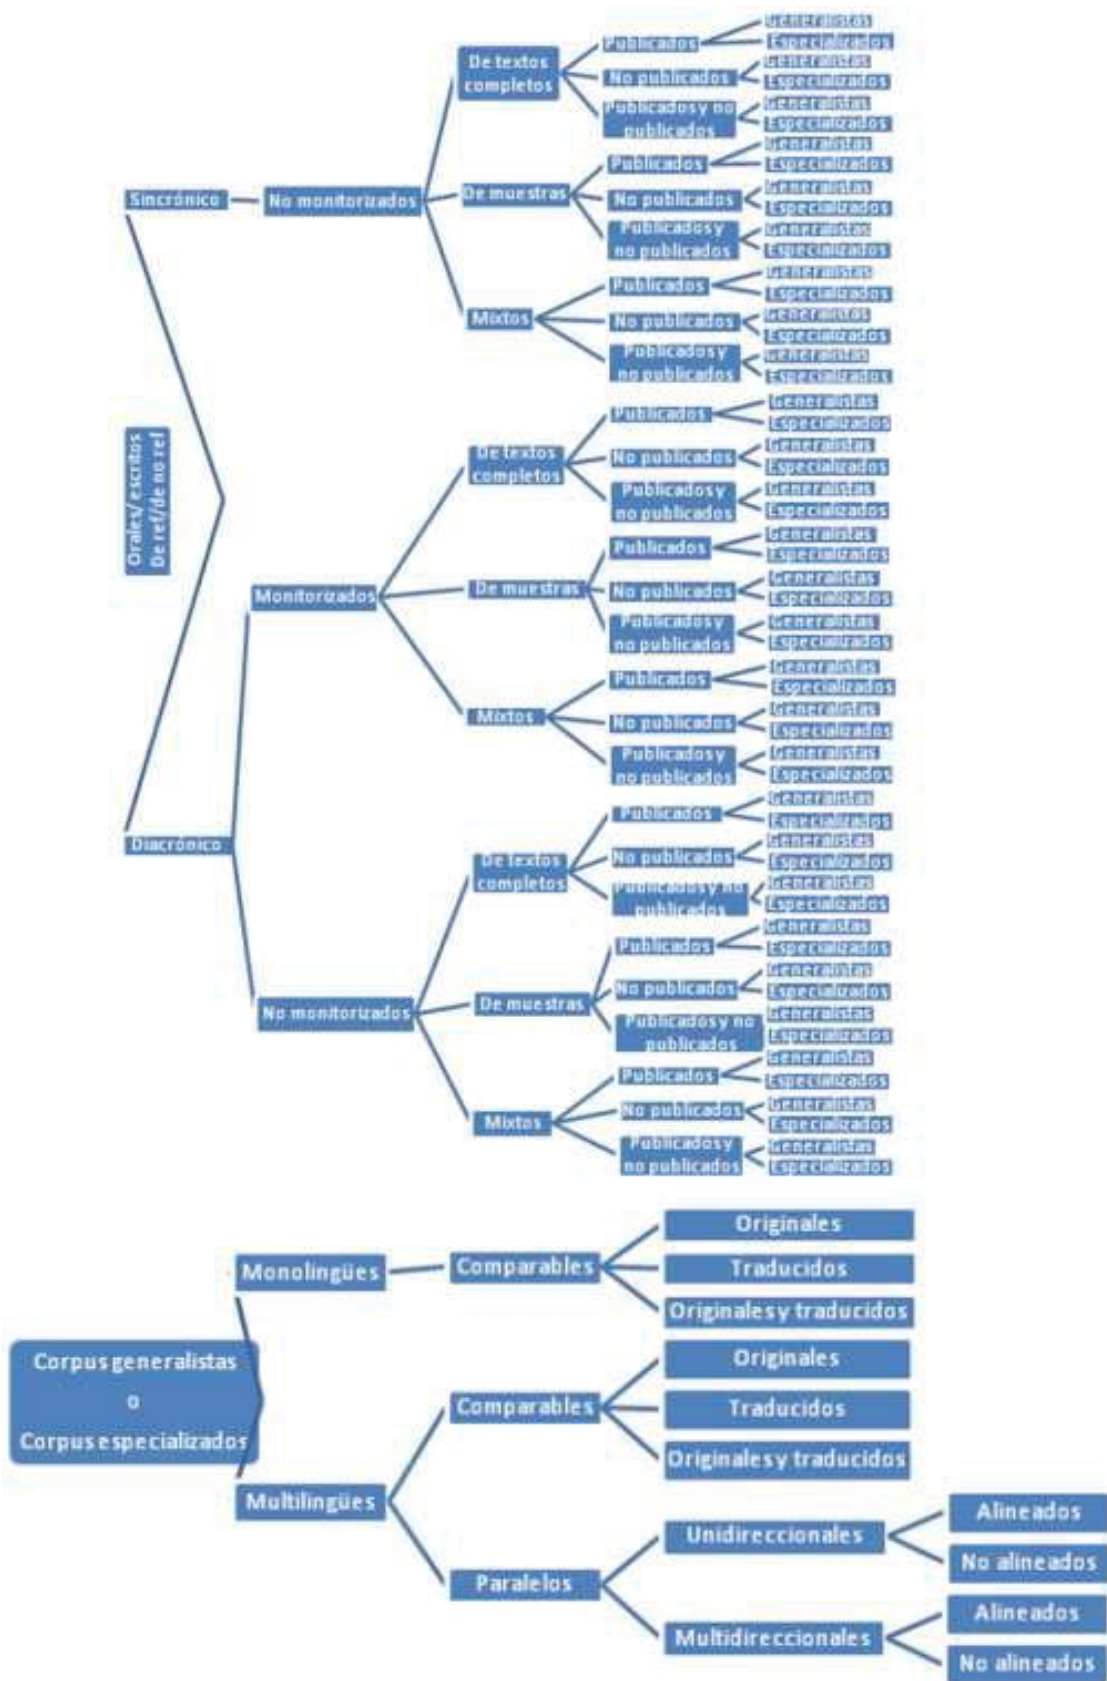 Generalistas
Publicados
Especializados
De textos
completos
Generalistas
No publicados
Especializados
Generalistas
Publicados y no
publicados
Especializados
Generalistas
Publicados
Especializados
Sincrónico
No monitorizados
De muestras
Generalistas
No publicados
Especializados
Generalistas
Publicados y
no publicados
Especializados
Generalistas
Publicados
Especializados
Mixtos
Generalistas
No publicados
Especializados
Publicados y
no publicados
Generalistas
Especializados
Orales/ escritos
De ref/de no ref
Generalistas
Publicados
Especializados
De textos
completos
Generalistas
No publicados
Especializados
Generalistas
Publicados y
no publicados
Especializados
Generalistas
Publicados
Especializados
Monitorizados
De muestras
Generalistas
No publicados
Especializados
Generalistas
Publicados y
no publicados
Especializados
Generalistas
Publicados
Especializados
Mixtos
Generalistas
No publicados
Especializados
Generalistas
Publicados y
no publicados
Especializados
Diacrónico
Generalistas
Publicados
Especializados
De textos
completos
Generalistas
No publicados
Especializados
Generalistas
Publicados y no
publicados
Especializados
Generalistas
Publicados
Especializados
No monitorizados
De muestras
Generalistas
No publicados
Especializados
Generalistas
Publicados y no
publicados
Especializados
Generalistas
Publicados
Especializados
Mixtos
Generalistas
No publicados
Especializados
Publicados y
no publicados
Generalistas
Especializados
Corpus generalistas
o
Corpus especializados
Monolingües
Comparables
Originales
Traducidos
Originales y traducidos
Multilingües
Comparables
Originales
Traducidos
Originales y traducidos
Paralelos
Unidireccionales
Alineados
No alineados
Multidireccionales
Alineados
No alineados